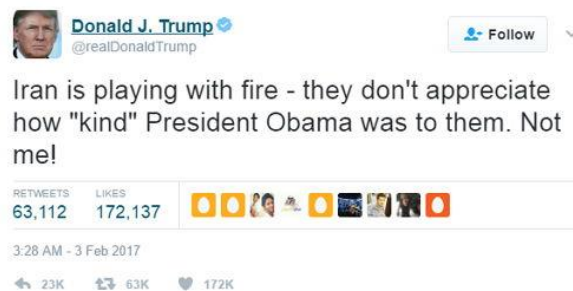 Donald J. Trump
@realDonaldTrump
Follow
Iran is playing with fire - they don't appreciate
how "kind" President Obama was to them. Not
me!
RETWEETS LIKES
63,112 172,137
3:28 AM - 3 Feb 2017
23K 63K 172K